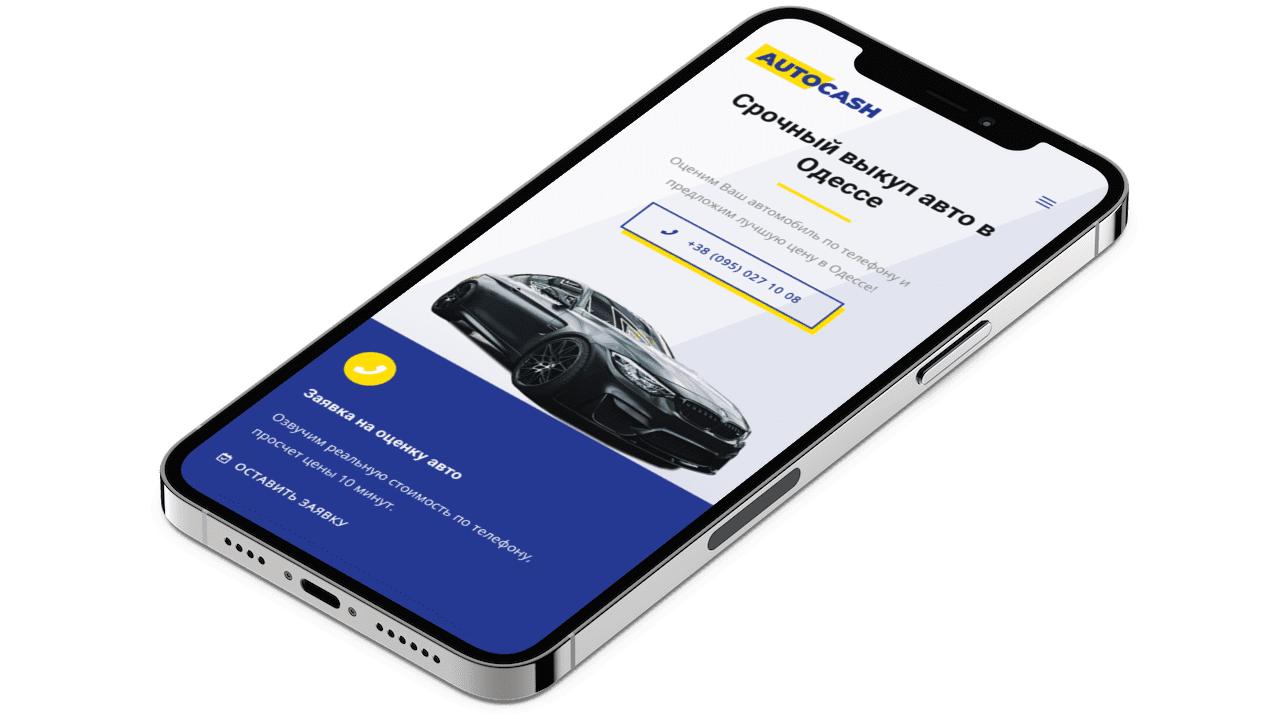 AUTOCASH
Срочный выкуп авто в
Одессе
Оценим Ваш автомобиль по телефону и
предложим лучшую цену в Одессе!
+38 (095) 027 10 08
Заявка на оценку авто
Озвучим реальную стоимость по телефону,
просчет цены 10 минут.
ОСТАВИТЬ ЗАЯВКУ